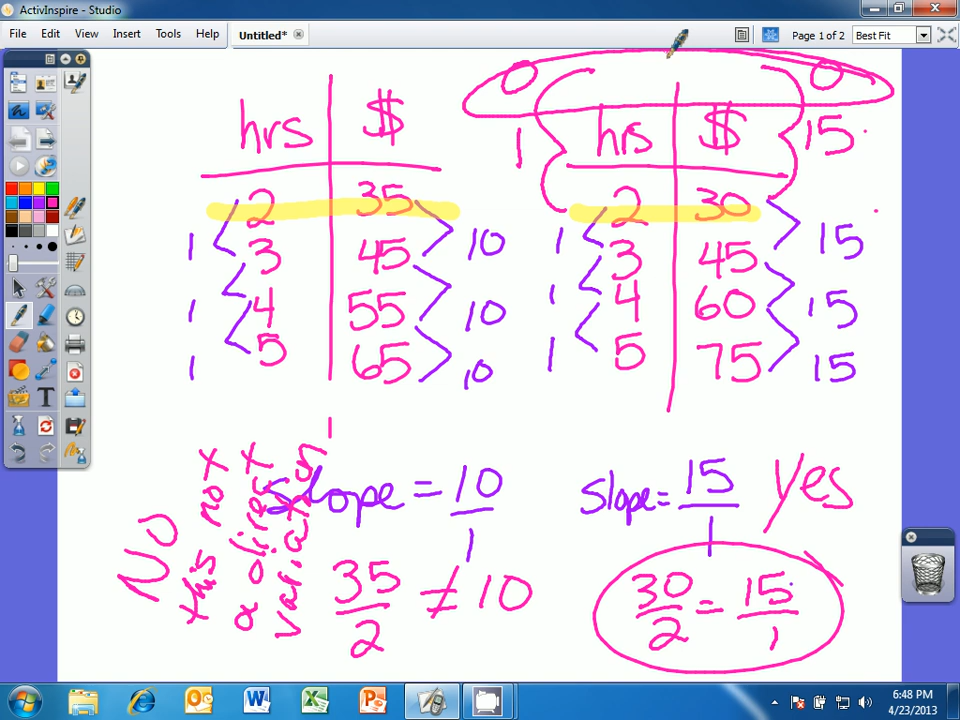 ActivInspire - Studio
File Edit View Insert Tools Help Untitled* Page 1 of 2 Best Fit
0 0
hrs $ 1 hrs $ 15
2 35 2 30
1 10 1 15
3 45 3 45
1 10 1 15
4 55 4 60
1 10 1 15
5 65 5 75
slope = 10/1 slope = 15/1 yes
NO this not a direct variation!
35/2 ≠ 10 30/2 = 15/1
6:48 PM
4/23/2013